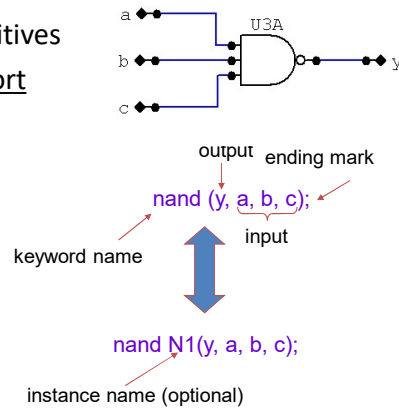 itives
ort
a
U3A
b
y
c
output ending mark
nand (y, a, b, c);
input
keyword name
nand N1(y, a, b, c);
instance name (optional)